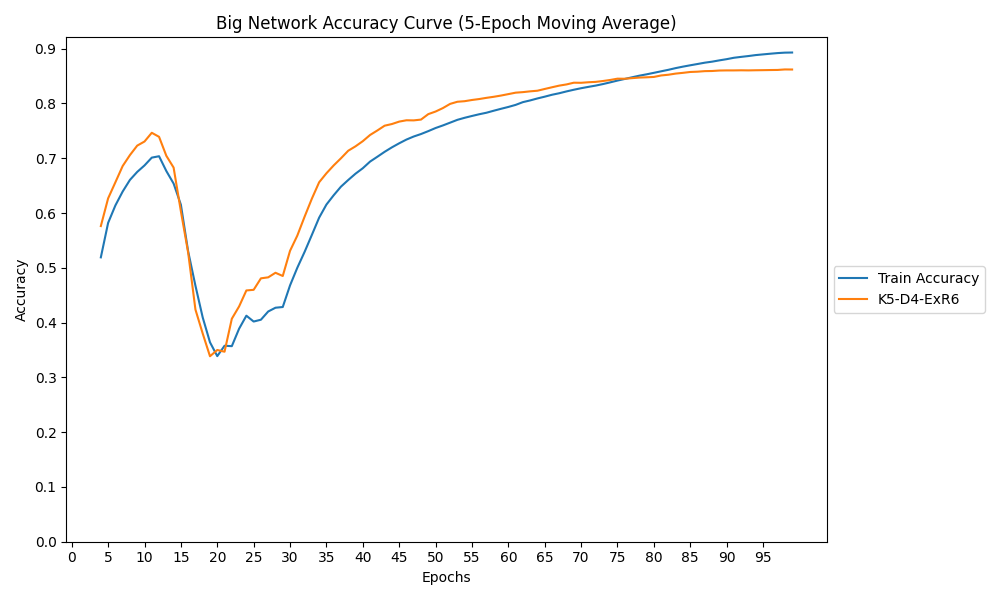 Big Network Accuracy Curve (5-Epoch Moving Average)
Accuracy
0.9
0.8
0.7
0.6
0.5
0.4
0.3
0.2
0.1
0.0
0 5 10 15 20 25 30 35 40 45 50 55 60 65 70 75 80 85 90 95
Epochs
Train Accuracy
K5-D4-ExR6